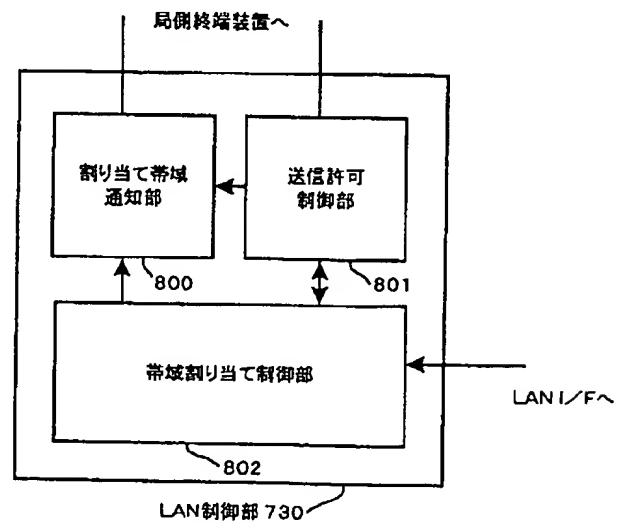 局側終端装置へ
割り当て帯域
通知部
送信許可
制御部
800
801
帯域割り当て制御部
LAN I/Fへ
802
LAN制御部 730